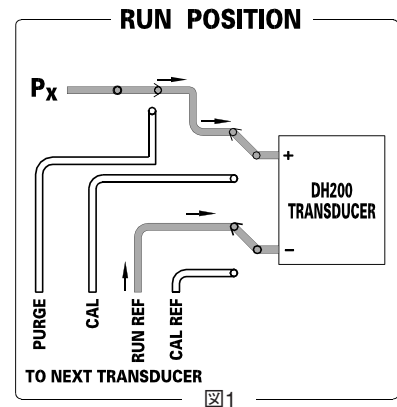 RUN POSITION
Px
+
DH200
TRANSDUCER
−
PURGE
CAL
RUN REF
CAL REF
TO NEXT TRANSDUCER
図1